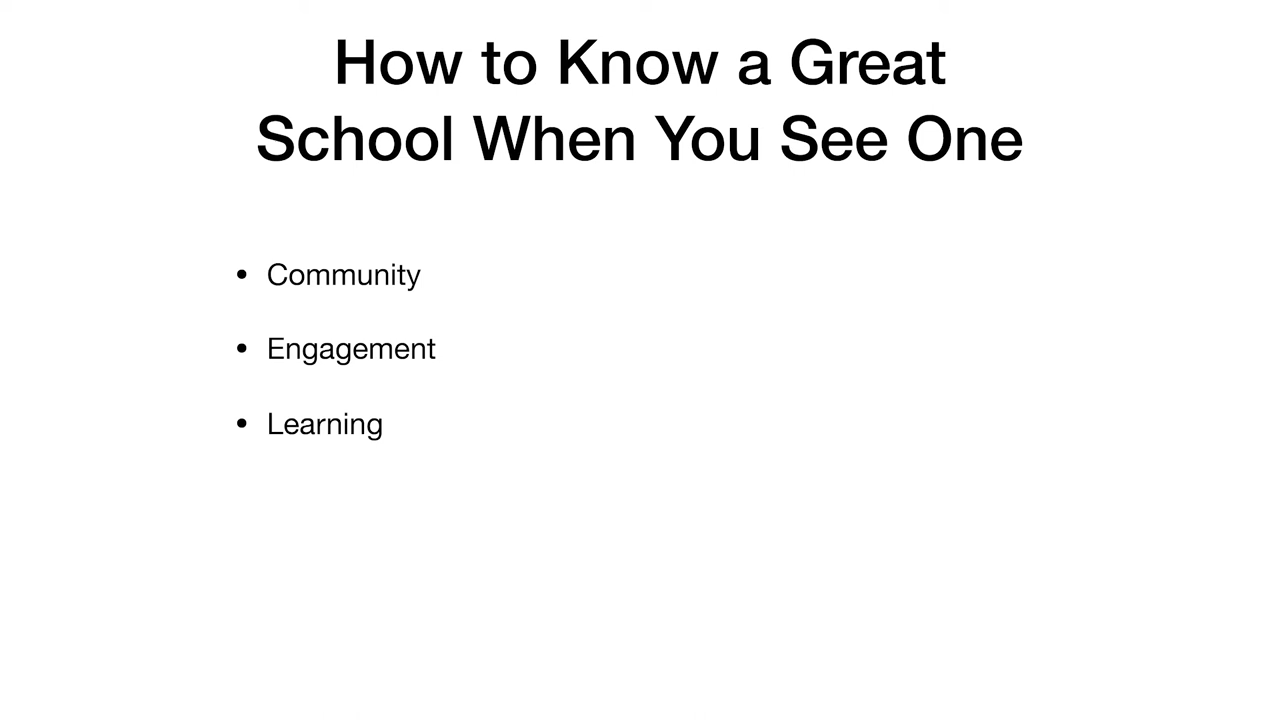 How to Know a Great
School When You See One
• Community
• Engagement
• Learning